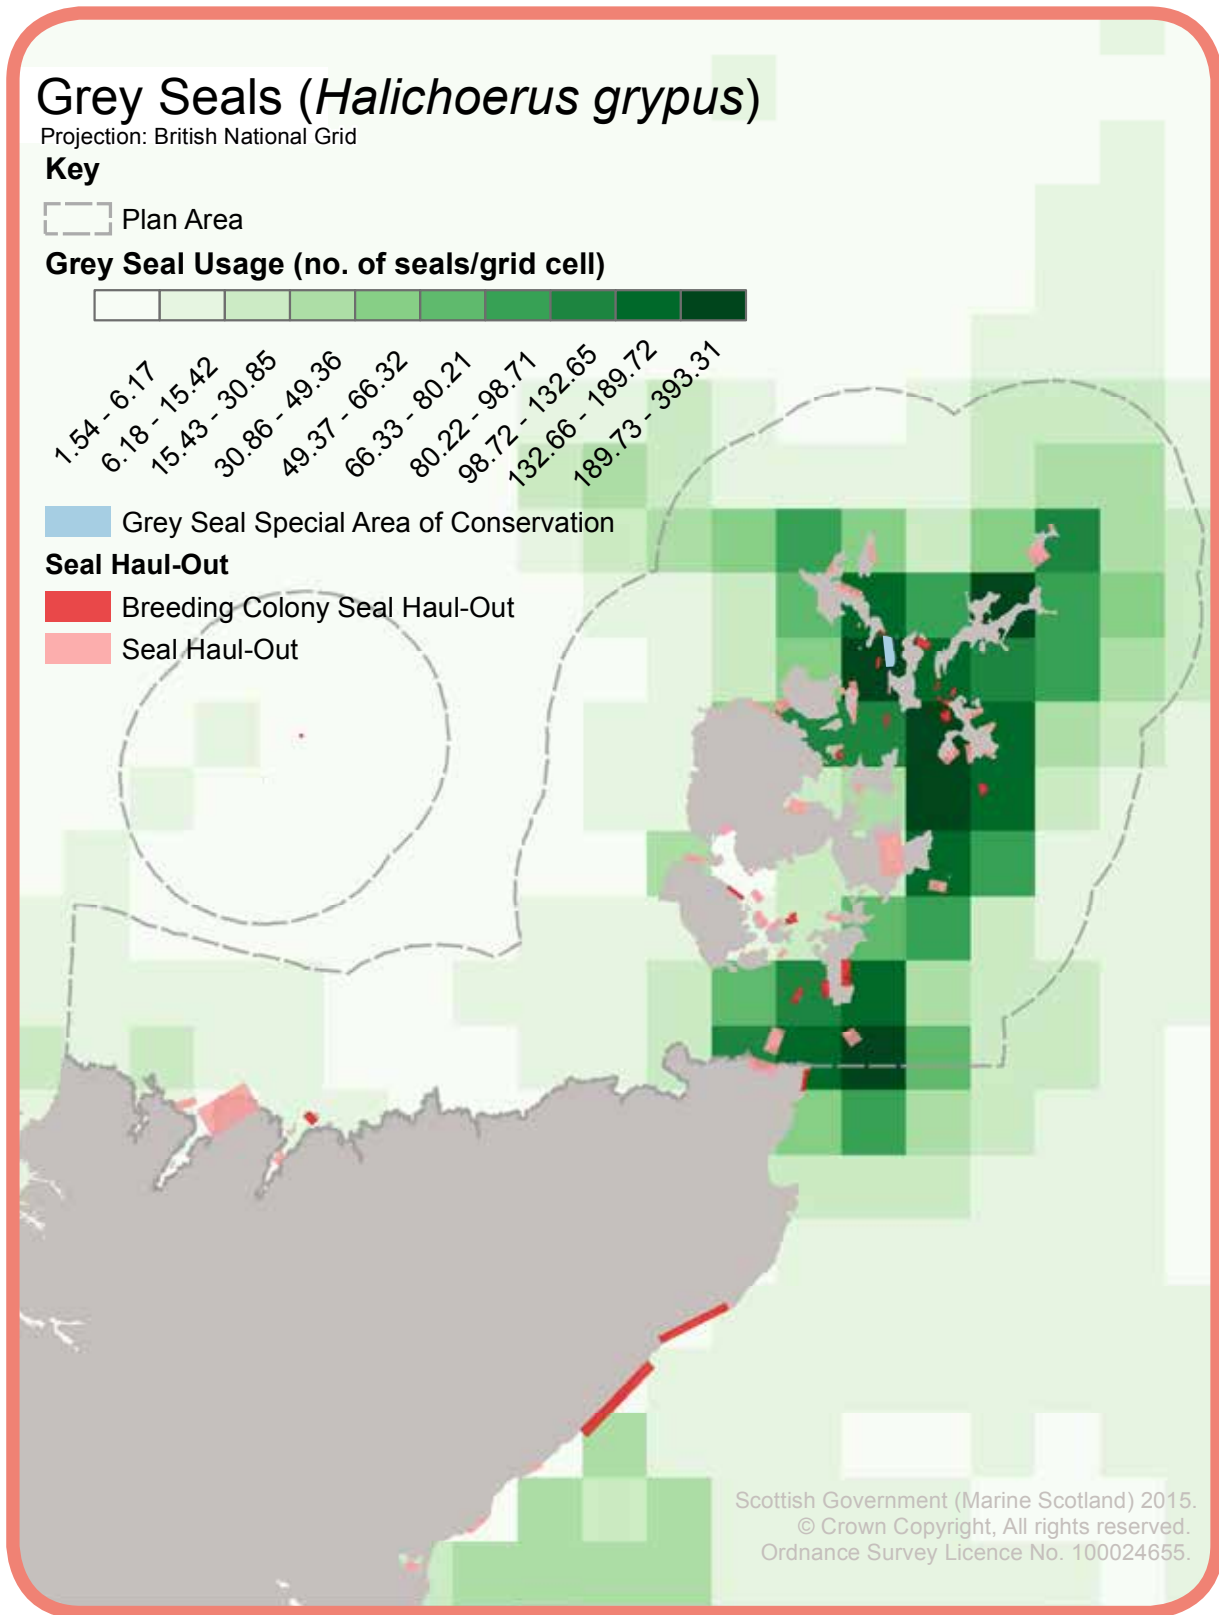 Grey Seals (Halichoerus grypus)
Projection: British National Grid
Key
Plan Area
Grey Seal Usage (no. of seals/grid cell)
1.54 - 6.17
6.18 - 15.42
15.43 - 30.85
30.86 - 49.36
49.37 - 66.32
66.33 - 80.21
80.22 - 98.71
98.72 - 132.65
132.66 - 189.72
189.73 - 393.31
Grey Seal Special Area of Conservation
Seal Haul-Out
Breeding Colony Seal Haul-Out
Seal Haul-Out
Scottish Government (Marine Scotland) 2015.
© Crown Copyright, All rights reserved.
Ordnance Survey Licence No. 100024655.